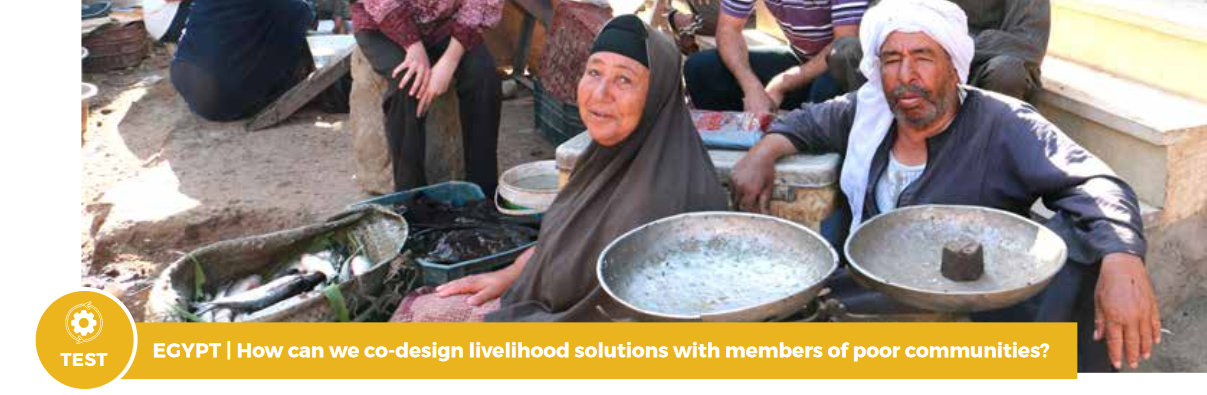 TEST
EGYPT | How can we co-design livelihood solutions with members of poor communities?